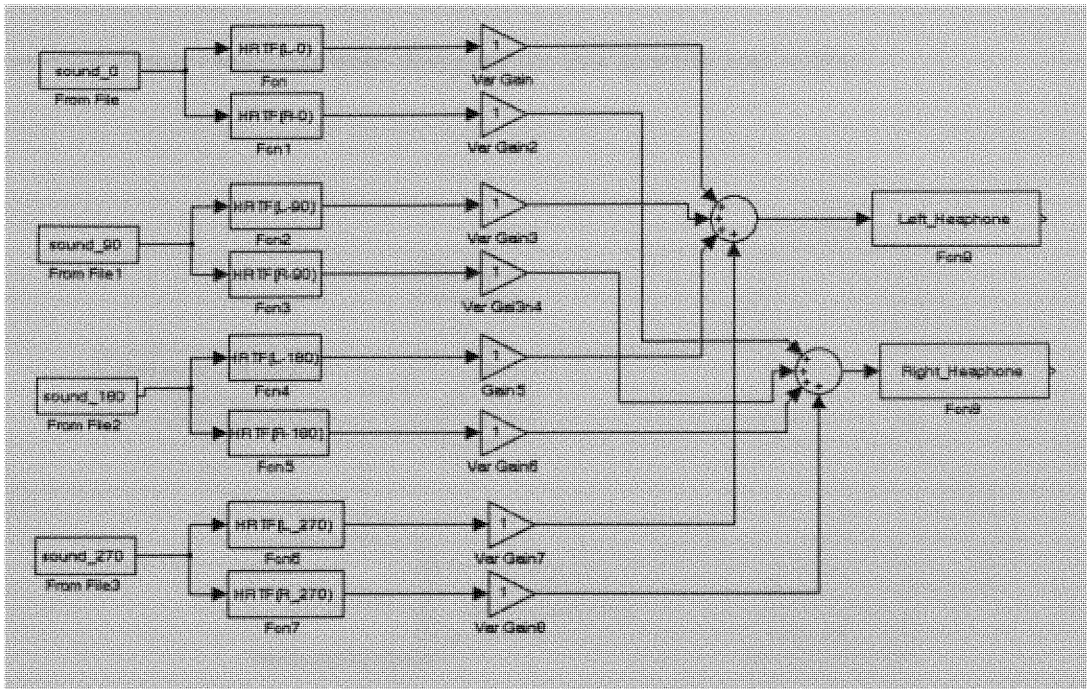 sound_0
From File
HRTF(L-0)
Fcn
1
Var Gain
HRTF(R-0)
Fcn1
1
Var Gain2
sound_90
From File1
HRTF(L-90)
Fcn2
1
Var Gain3
HRTF(R-90)
Fcn3
1
Var Gai3n4
sound_180
From File2
HRTF(L-180)
Fcn4
1
Gain5
HRTF(R-180)
Fcn5
1
Var Gain6
sound_270
From File3
HRTF(L_270)
Fcn6
1
Var Gain7
HRTF(R_270)
Fcn7
1
Var Gain8
+
+
+
+
Left_Heaphone
Fcn9
+
+
+
+
Right_Heaphone
Fcn8